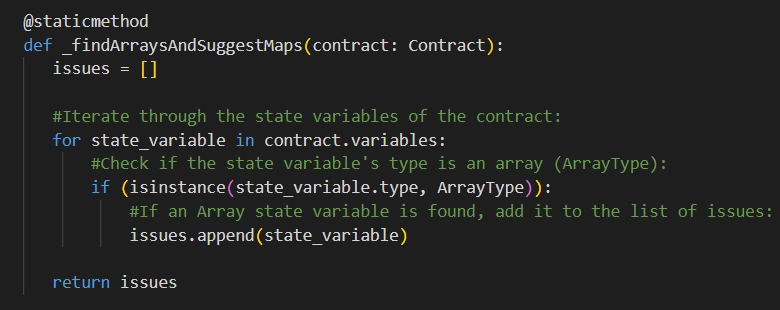 @staticmethod
def _findArraysAndSuggestMaps(contract: Contract):
    issues = []

    #Iterate through the state variables of the contract:
    for state_variable in contract.variables:
        #Check if the state variable's type is an array (ArrayType):
        if (isinstance(state_variable.type, ArrayType)):
            #If an Array state variable is found, add it to the list of issues:
            issues.append(state_variable)

    return issues